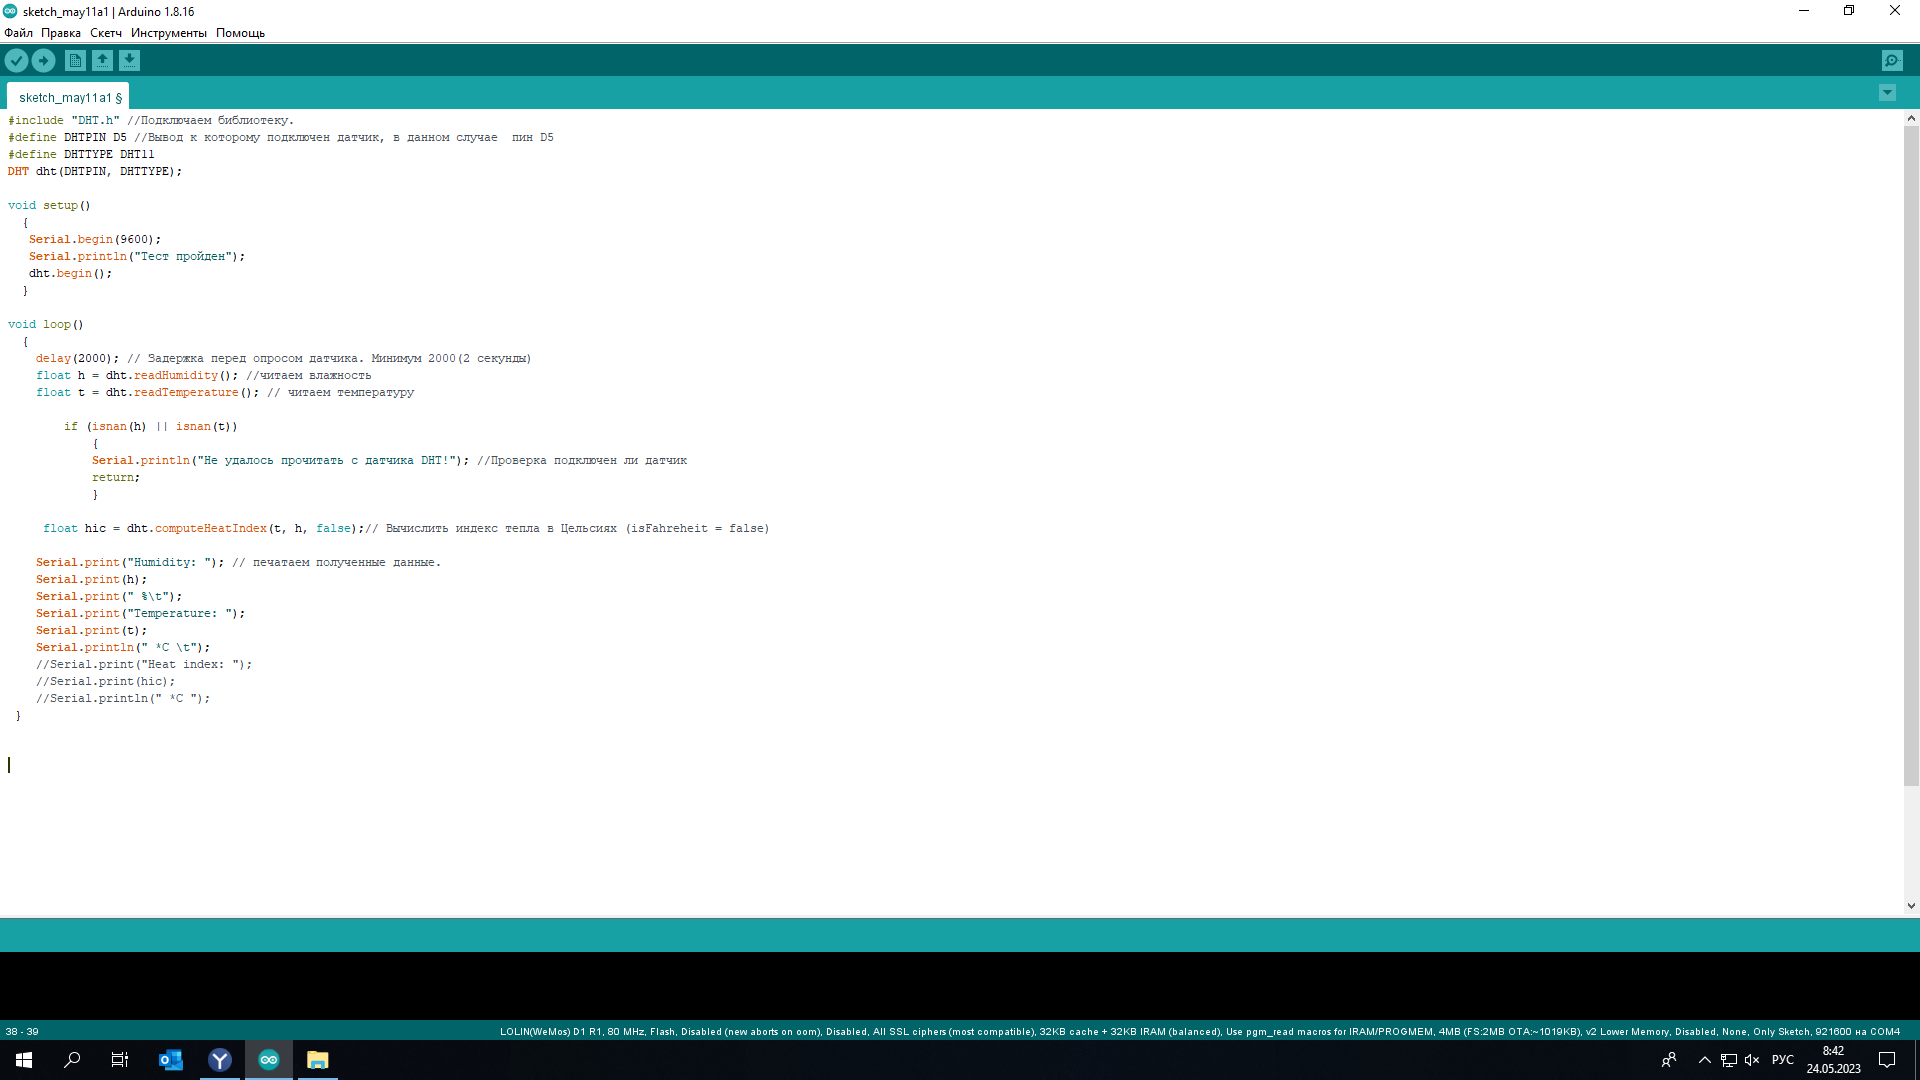 sketch_may11a1 | Arduino 1.8.16
Файл Правка Скетч Инструменты Помощь
sketch_may11a1 §
#include "DHT.h" //Подключаем библиотеку.
#define DHTPIN D5 //Вывод к которому подключен датчик, в данном случае  пин D5
#define DHTTYPE DHT11
DHT dht(DHTPIN, DHTTYPE);
void setup()
{
Serial.begin(9600);
Serial.println("Тест пройден");
dht.begin();
}
void loop()
{
delay(2000); // Задержка перед опросом датчика. Минимум 2000(2 секунды)
float h = dht.readHumidity(); //читаем влажность
float t = dht.readTemperature(); // читаем температуру
if (isnan(h) || isnan(t))
{
Serial.println("Не удалось прочитать с датчика DHT!"); //Проверка подключен ли датчик
return;
}
float hic = dht.computeHeatIndex(t, h, false);// Вычислить индекс тепла в Цельсиях (isFahreheit = false)
Serial.print("Humidity: "); // печатаем полученные данные.
Serial.print(h);
Serial.print(" %\t");
Serial.print("Temperature: ");
Serial.print(t);
Serial.println(" *C \t");
//Serial.print("Heat index: ");
//Serial.print(hic);
//Serial.println(" *C ");
}
38 - 39
LOLIN(WeMos) D1 R1, 80 MHz, Flash, Disabled (new aborts on oom), Disabled, All SSL ciphers (most compatible), 32KB cache + 32KB IRAM (balanced), Use pgm_read macros for IRAM/PROGMEM, 4MB (FS:2MB OTA:~1019KB), v2 Lower Memory, Disabled, None, Only Sketch, 921600 на COM4
РУС
8:42
24.05.2023